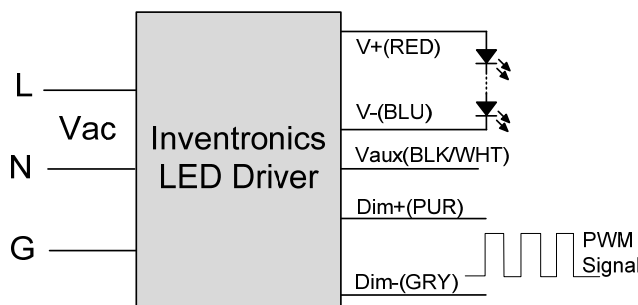 L
Vac
N
G
Inventronics
LED Driver
V+(RED)
V-(BLU)
Vaux(BLK/WHT)
Dim+(PUR)
Dim-(GRY)
PWM
Signal